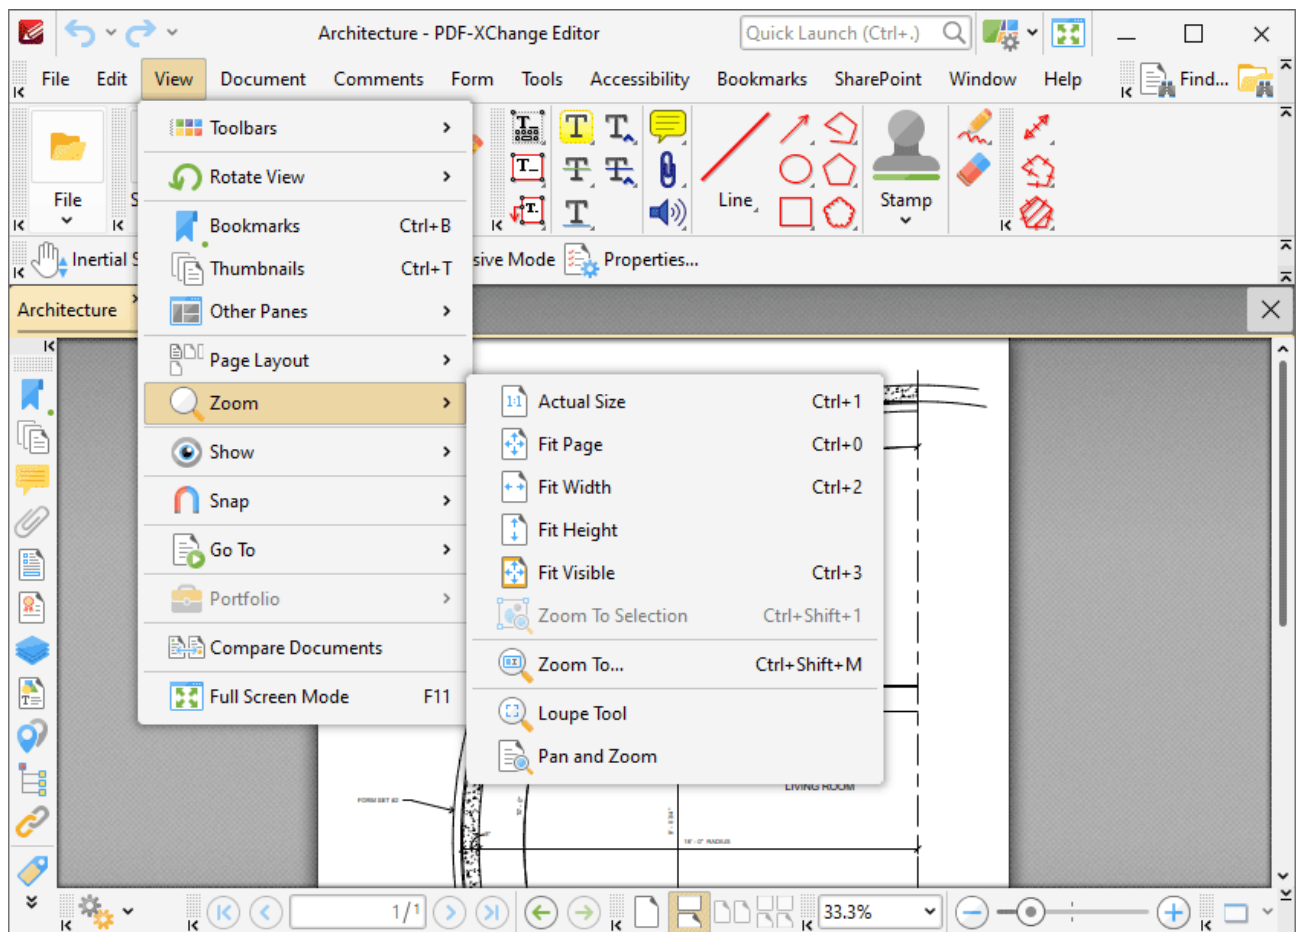 Architecture - PDF-XChange Editor
Quick Launch (Ctrl+.)
File Edit View Document Comments Form Tools Accessibility Bookmarks SharePoint Window Help Find...
File
Line
Stamp
Inertial S
sive Mode
Properties...
Architecture
Toolbars
Rotate View
Bookmarks Ctrl+B
Thumbnails Ctrl+T
Other Panes
Page Layout
Zoom
Show
Snap
Go To
Portfolio
Compare Documents
Full Screen Mode F11
Actual Size Ctrl+1
Fit Page Ctrl+0
Fit Width Ctrl+2
Fit Height
Fit Visible Ctrl+3
Zoom To Selection Ctrl+Shift+1
Zoom To... Ctrl+Shift+M
Loupe Tool
Pan and Zoom
LIVING ROOM
18' - 0" RADIUS
1/1
33.3%